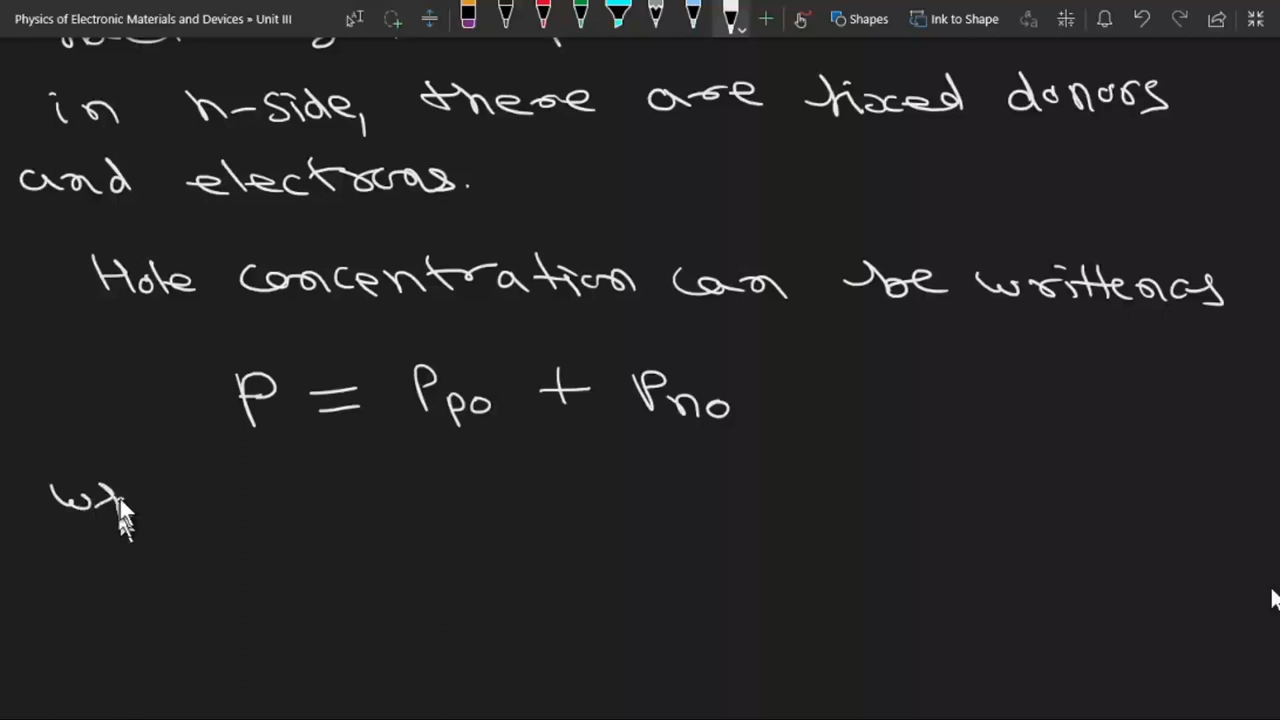 Physics of Electronic Materials and Devices » Unit III
Shapes
Ink to Shape
in n-side, there are fixed donors
and electrons.
Hole concentration can be written as
p = Ppo + Pno